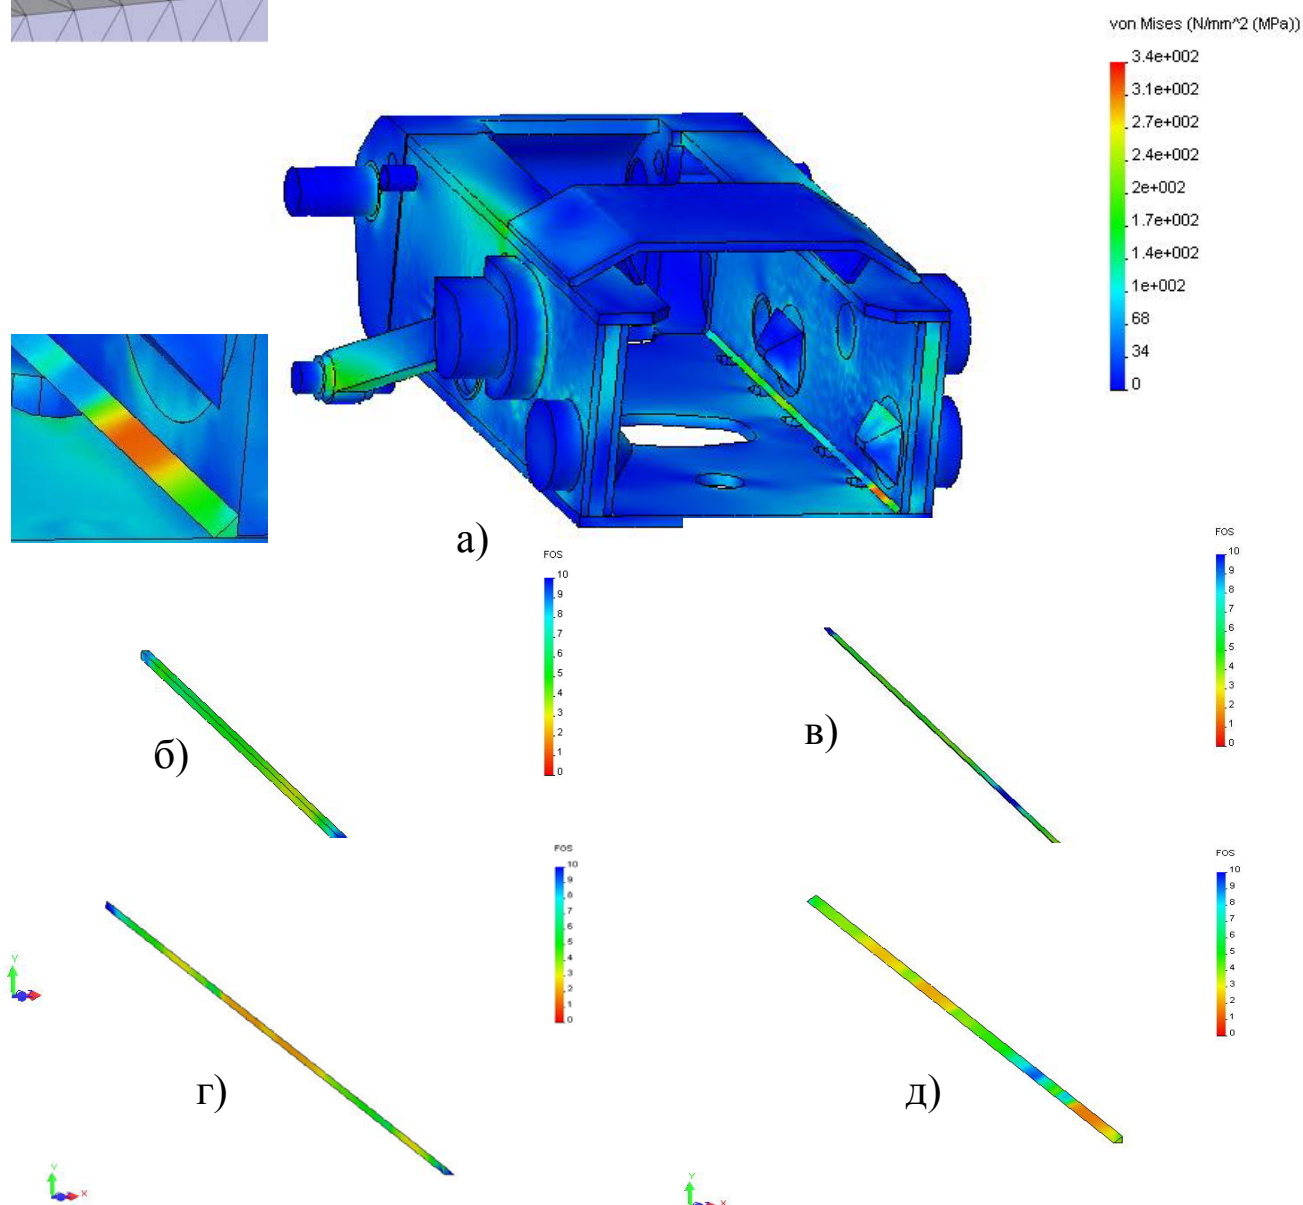 von Mises (N/mm^2 (MPa))
3.4e+002
3.1e+002
2.7e+002
2.4e+002
2e+002
1.7e+002
1.4e+002
1e+002
68
34
0
а)
FOS
10
9
8
7
6
5
4
3
2
1
0
б)
FOS
10
9
8
7
6
5
4
3
2
1
0
в)
FOS
10
9
8
7
6
5
4
3
2
1
0
Y
г)
Y
X
FOS
10
9
8
7
6
5
4
3
2
1
0
д)
Y